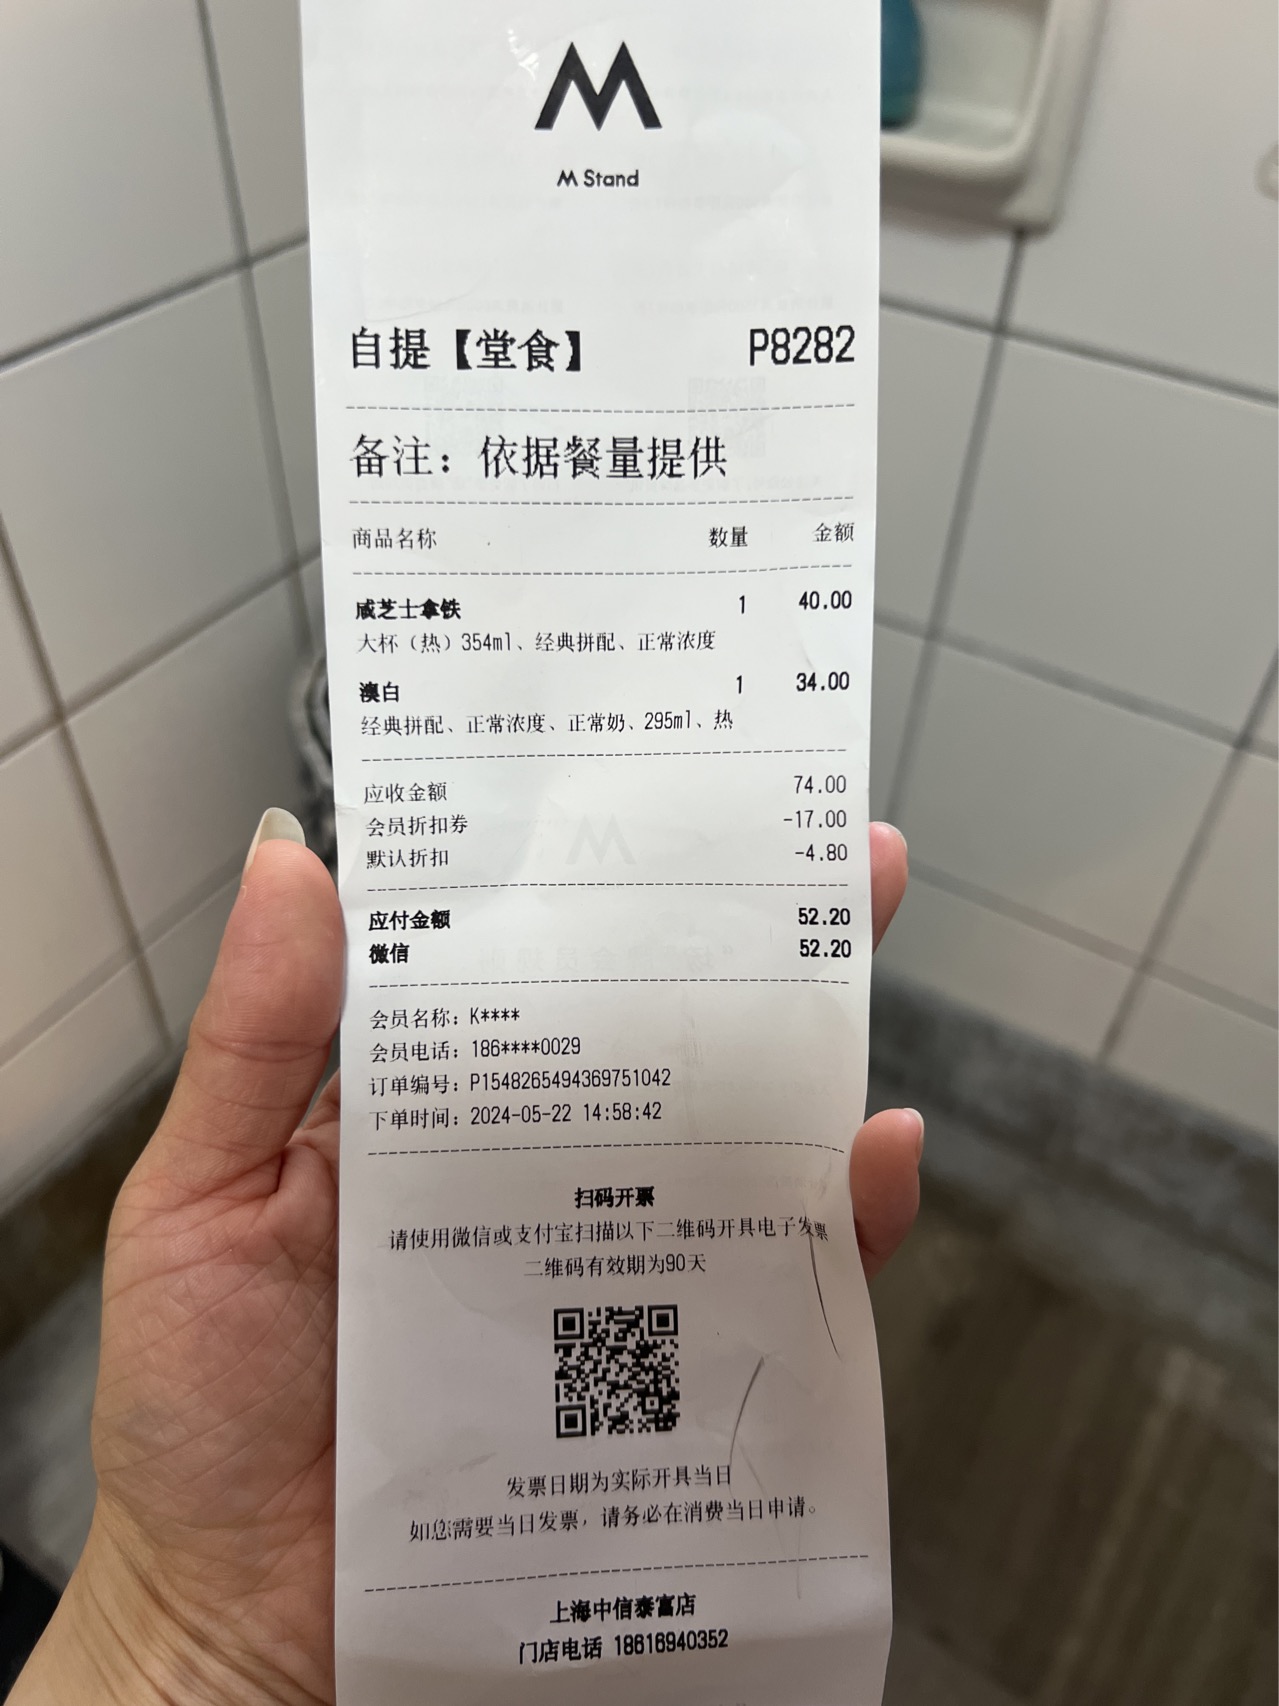 M Stand
自提【堂食】 P8282
备注：依据餐量提供
商品名称 数量 金额
咸芝士拿铁 1 40.00
大杯（热）354ml、经典拼配、正常浓度
澳白 1 34.00
经典拼配、正常浓度、正常奶、295ml、热
应收金额 74.00
会员折扣券 -17.00
默认折扣 -4.80
应付金额 52.20
微信 52.20
会员名称：K****
会员电话：186****0029
订单编号：P1548265494369751042
下单时间：2024-05-22 14:58:42
扫码开票
请使用微信或支付宝扫描以下二维码开具电子发票
二维码有效期为90天
发票日期为实际开具当日
如您需要当日发票，请务必在消费当日申请。
上海中信泰富店
门店电话 18616940352